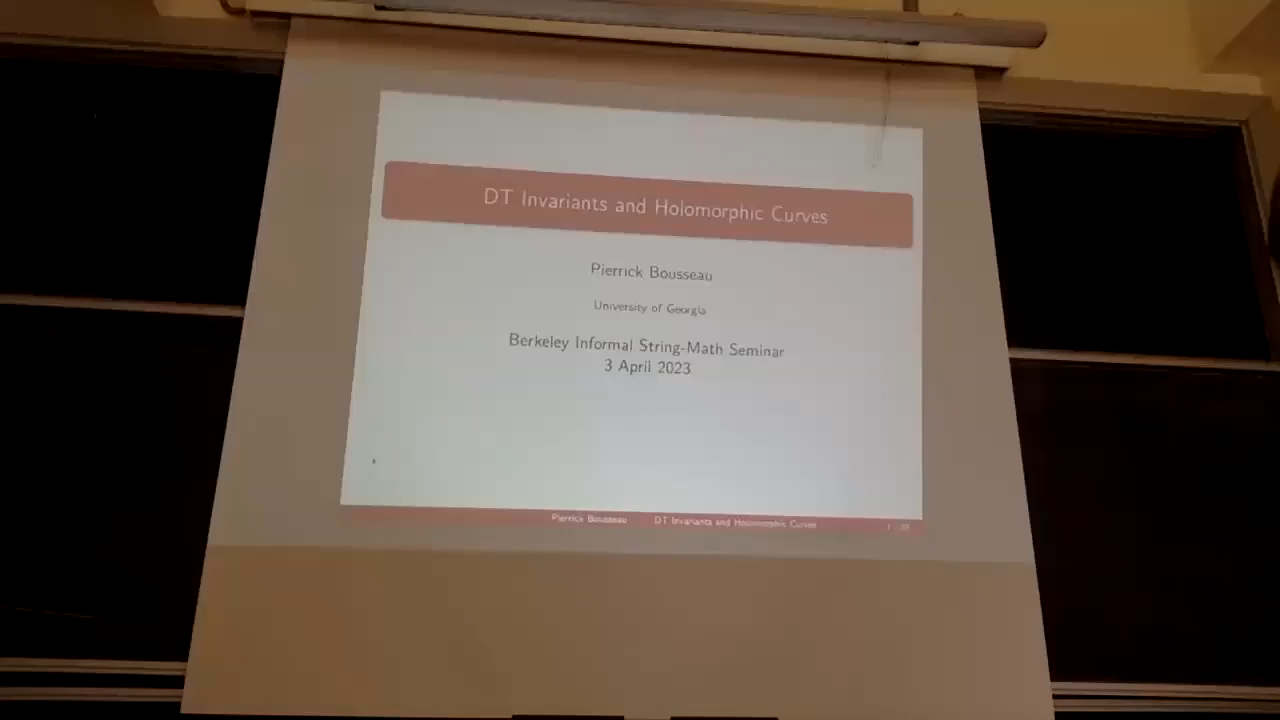 DT Invariants and Holomorphic Curves
Pierrick Bousseau
University of Georgia
Berkeley Informal String-Math Seminar
3 April 2023
Pierrick Bousseau DT Invariants and Holomorphic Curves